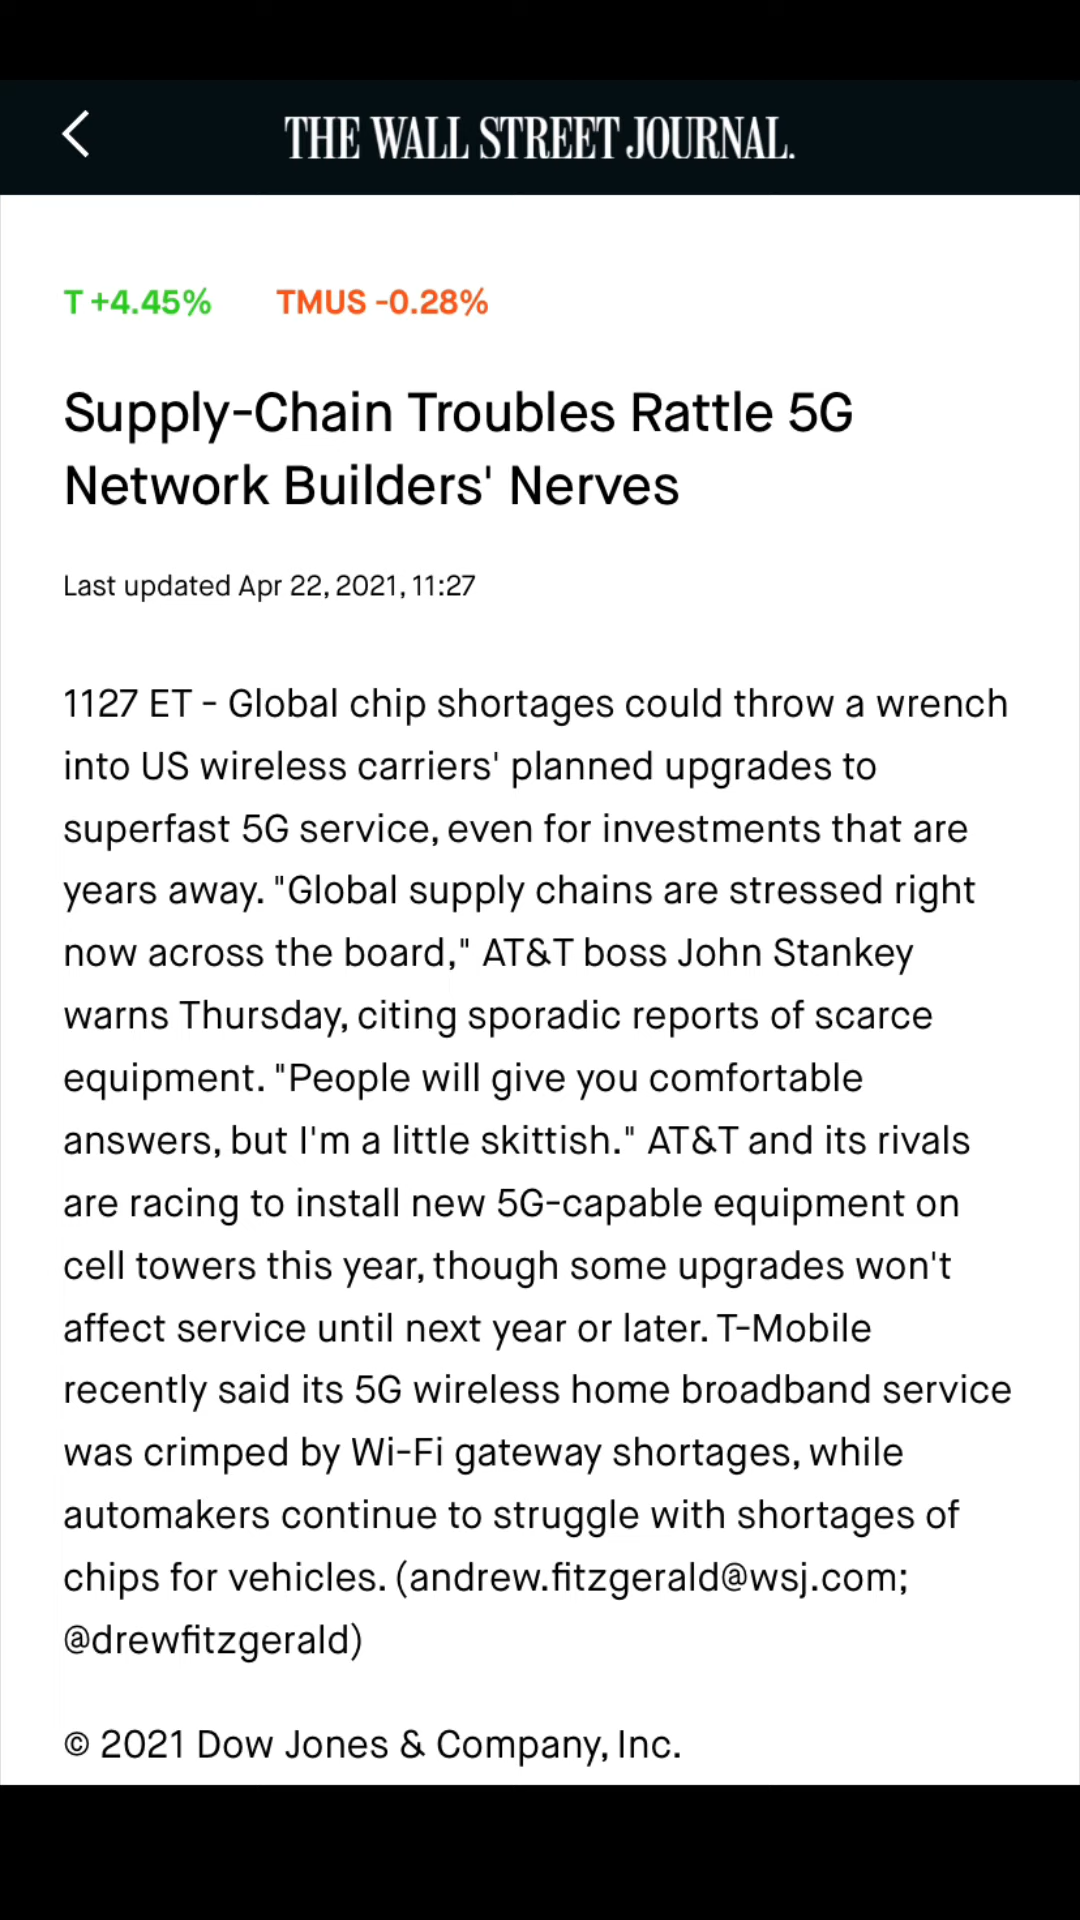 THE WALL STREET JOURNAL.
T +4.45% TMUS -0.28%
Supply-Chain Troubles Rattle 5G
Network Builders' Nerves
Last updated Apr 22, 2021, 11:27
1127 ET - Global chip shortages could throw a wrench
into US wireless carriers' planned upgrades to
superfast 5G service, even for investments that are
years away. "Global supply chains are stressed right
now across the board," AT&T boss John Stankey
warns Thursday, citing sporadic reports of scarce
equipment. "People will give you comfortable
answers, but I'm a little skittish." AT&T and its rivals
are racing to install new 5G-capable equipment on
cell towers this year, though some upgrades won't
affect service until next year or later. T-Mobile
recently said its 5G wireless home broadband service
was crimped by Wi-Fi gateway shortages, while
automakers continue to struggle with shortages of
chips for vehicles. (andrew.fitzgerald@wsj.com;
@drewfitzgerald)
© 2021 Dow Jones & Company, Inc.